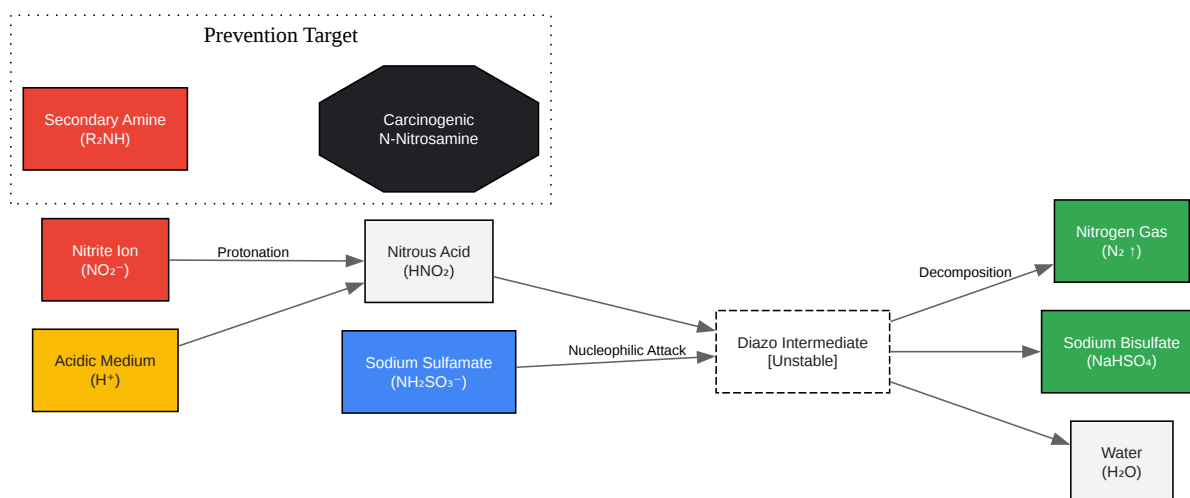 Prevention Target
Secondary Amine
(R₂NH)
Carcinogenic
N-Nitrosamine
Nitrite Ion
(NO₂⁻)
Protonation
Nitrous Acid
(HNO₂)
Acidic Medium
(H⁺)
Sodium Sulfamate
(NH₂SO₃⁻)
Nucleophilic Attack
Diazo Intermediate
[Unstable]
Decomposition
Nitrogen Gas
(N₂ ↑)
Sodium Bisulfate
(NaHSO₄)
Water
(H₂O)